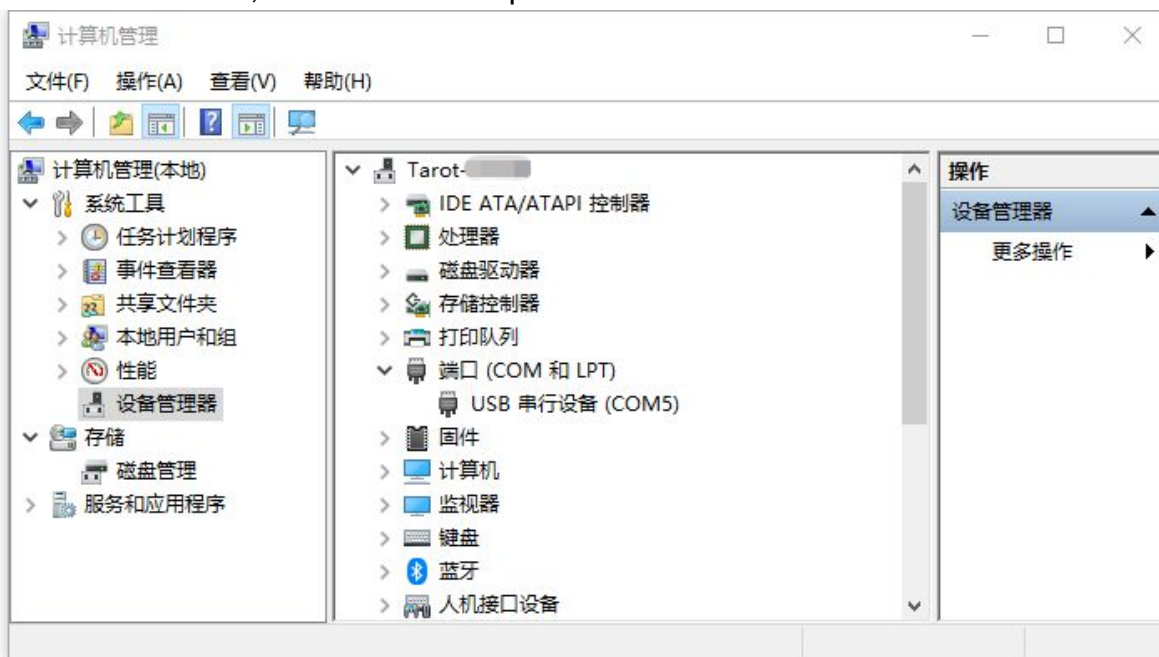 计算机管理
文件(F) 操作(A) 查看(V) 帮助(H)
计算机管理(本地)
系统工具
任务计划程序
事件查看器
共享文件夹
本地用户和组
性能
设备管理器
存储
磁盘管理
服务和应用程序
Tarot-
IDE ATA/ATAPI 控制器
处理器
磁盘驱动器
存储控制器
打印队列
端口 (COM 和 LPT)
USB 串行设备 (COM5)
固件
计算机
监视器
键盘
蓝牙
人机接口设备
操作
设备管理器
更多操作